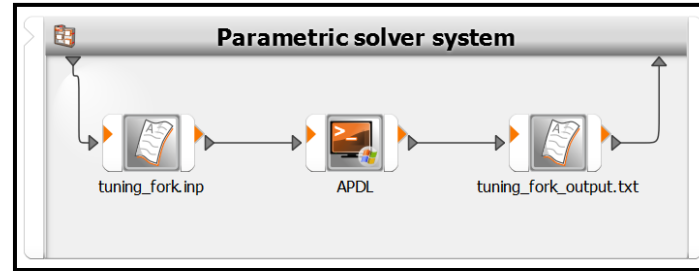 Parametric solver system
tuning_fork.inp
APDL
tuning_fork_output.txt